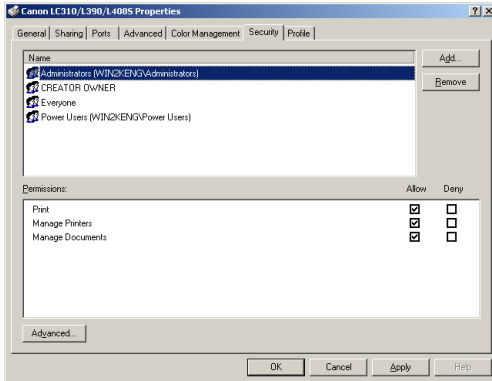 Canon LC310/L390/L408S Properties
General Sharing Ports Advanced Color Management Security Profile
Name
Administrators (WIN2KENG\Administrators)
CREATOR OWNER
Everyone
Power Users (WIN2KENG\Power Users)
Add...
Remove
Permissions: Allow Deny
Print
Manage Printers
Manage Documents
Advanced...
OK Cancel Apply Help